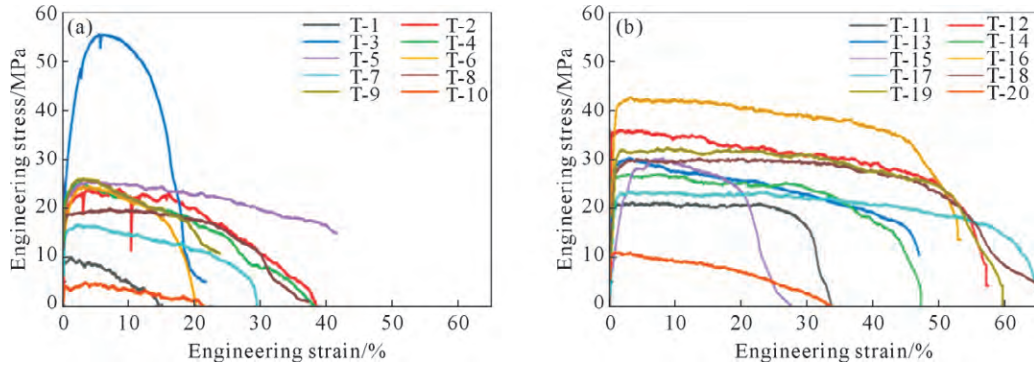 (a)
T-1 T-2
T-3 T-4
T-5 T-6
T-7 T-8
T-9 T-10
60
50
40
30
20
10
0
0 10 20 30 40 50 60
Engineering stress/MPa
Engineering strain/%
(b)
T-11 T-12
T-13 T-14
T-15 T-16
T-17 T-18
T-19 T-20
60
50
40
30
20
10
0
0 10 20 30 40 50 60
Engineering stress/MPa
Engineering strain/%